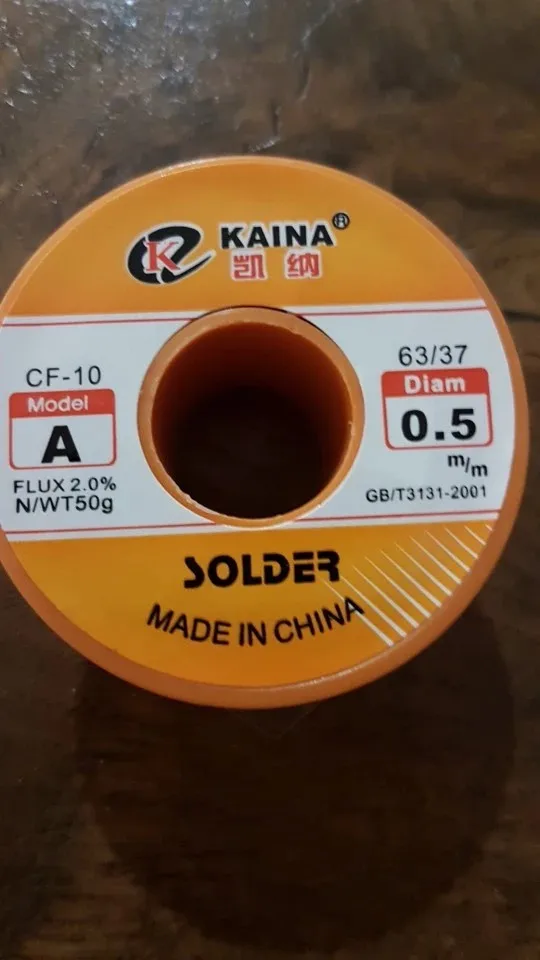 K
KAINA®
凯纳
CF-10
Model
A
FLUX 2.0%
N/WT50g
63/37
Diam
0.5
m/m
GB/T3131-2001
SOLDER
MADE IN CHINA